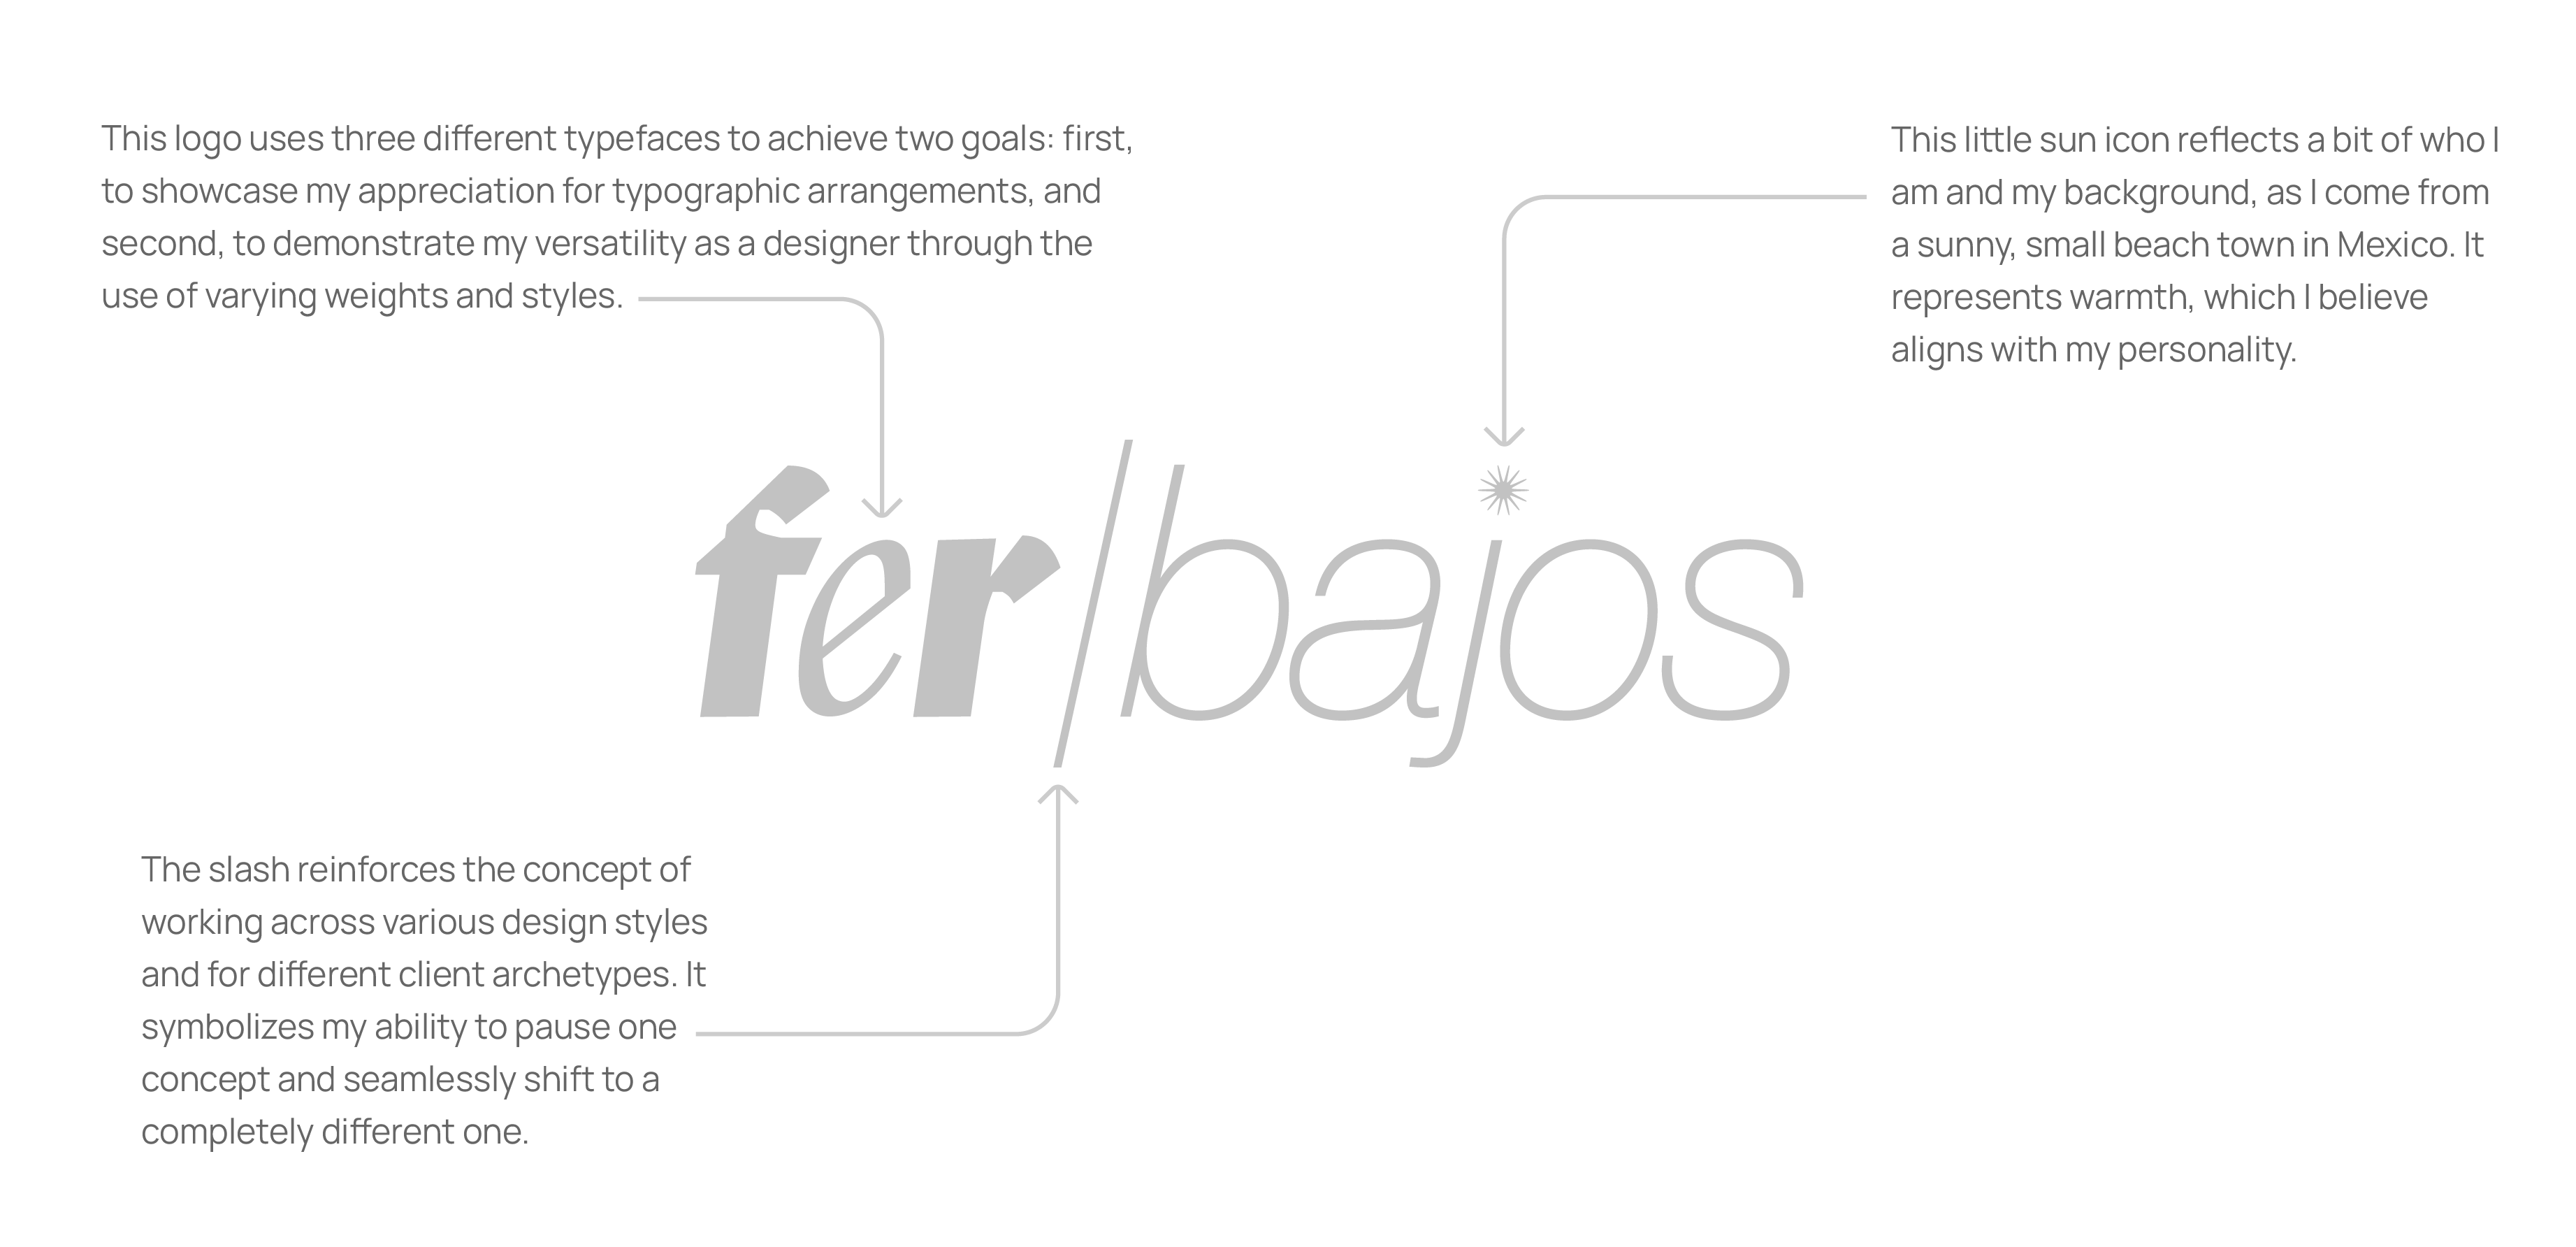 This logo uses three different typefaces to achieve two goals: first,
to showcase my appreciation for typographic arrangements, and
second, to demonstrate my versatility as a designer through the
use of varying weights and styles.
This little sun icon reflects a bit of who I
am and my background, as I come from
a sunny, small beach town in Mexico. It
represents warmth, which I believe
aligns with my personality.
fer/bajos
The slash reinforces the concept of
working across various design styles
and for different client archetypes. It
symbolizes my ability to pause one
concept and seamlessly shift to a
completely different one.